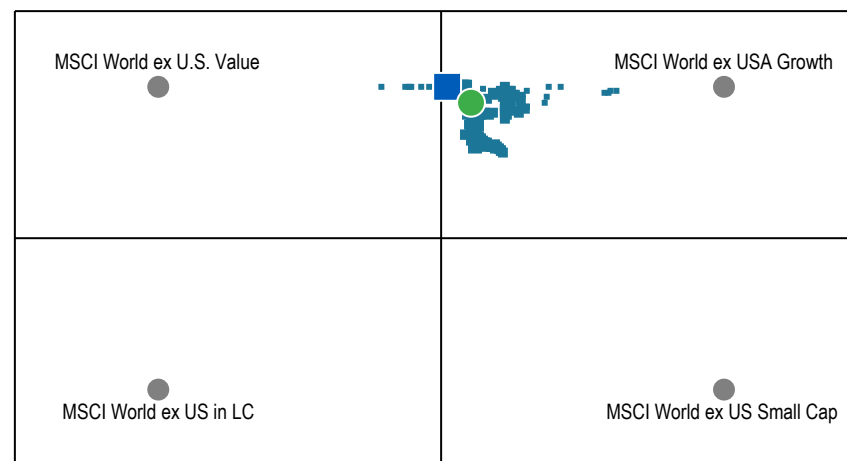 MSCI World ex U.S. Value
MSCI World ex USA Growth
MSCI World ex US in LC
MSCI World ex US Small Cap